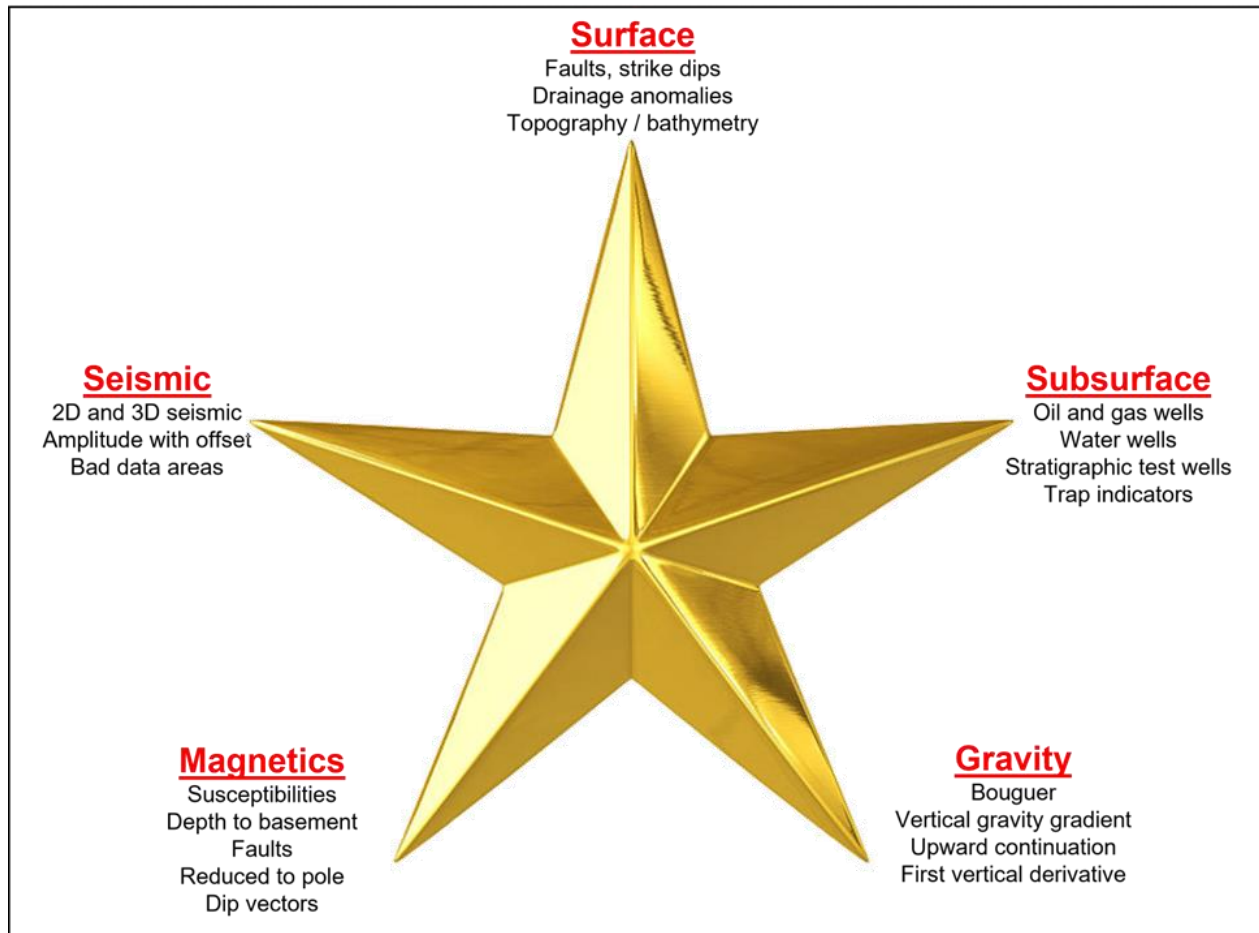 Surface
Faults, strike dips
Drainage anomalies
Topography / bathymetry
Seismic
2D and 3D seismic
Amplitude with offset
Bad data areas
Subsurface
Oil and gas wells
Water wells
Stratigraphic test wells
Trap indicators
Magnetics
Susceptibilities
Depth to basement
Faults
Reduced to pole
Dip vectors
Gravity
Bouguer
Vertical gravity gradient
Upward continuation
First vertical derivative